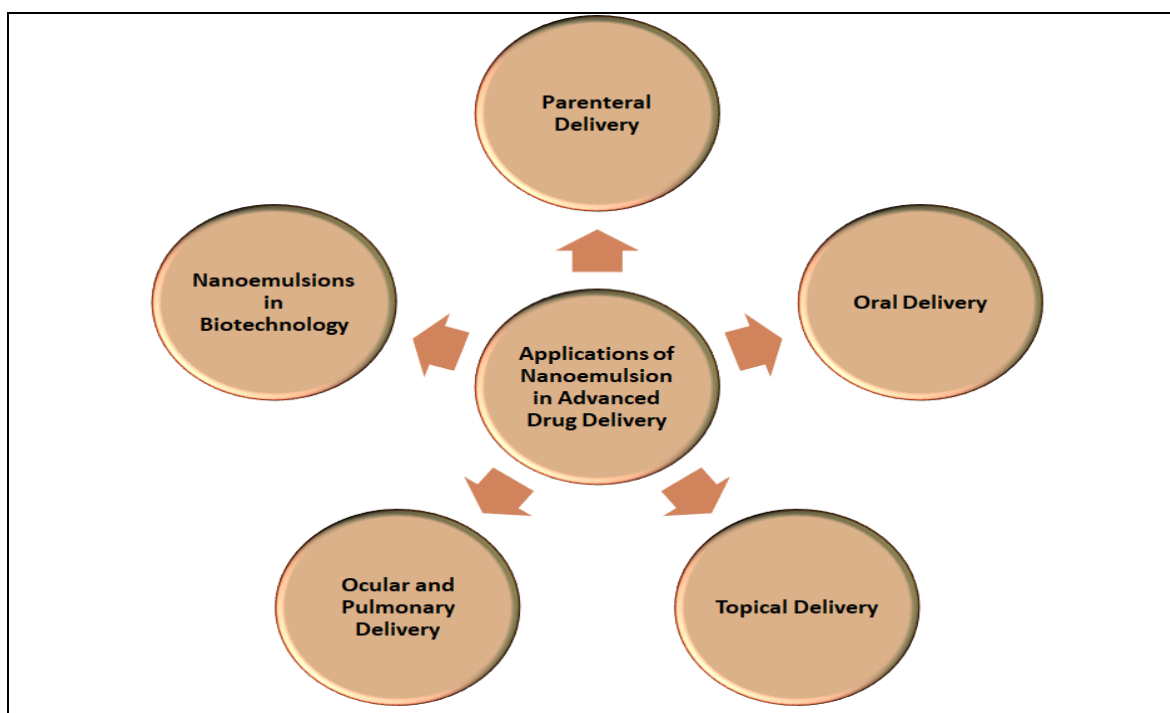 Parenteral
Delivery
Nanoemulsions
in
Biotechnology
Oral Delivery
Applications of
Nanoemulsion
in Advanced
Drug Delivery
Ocular and
Pulmonary
Delivery
Topical Delivery